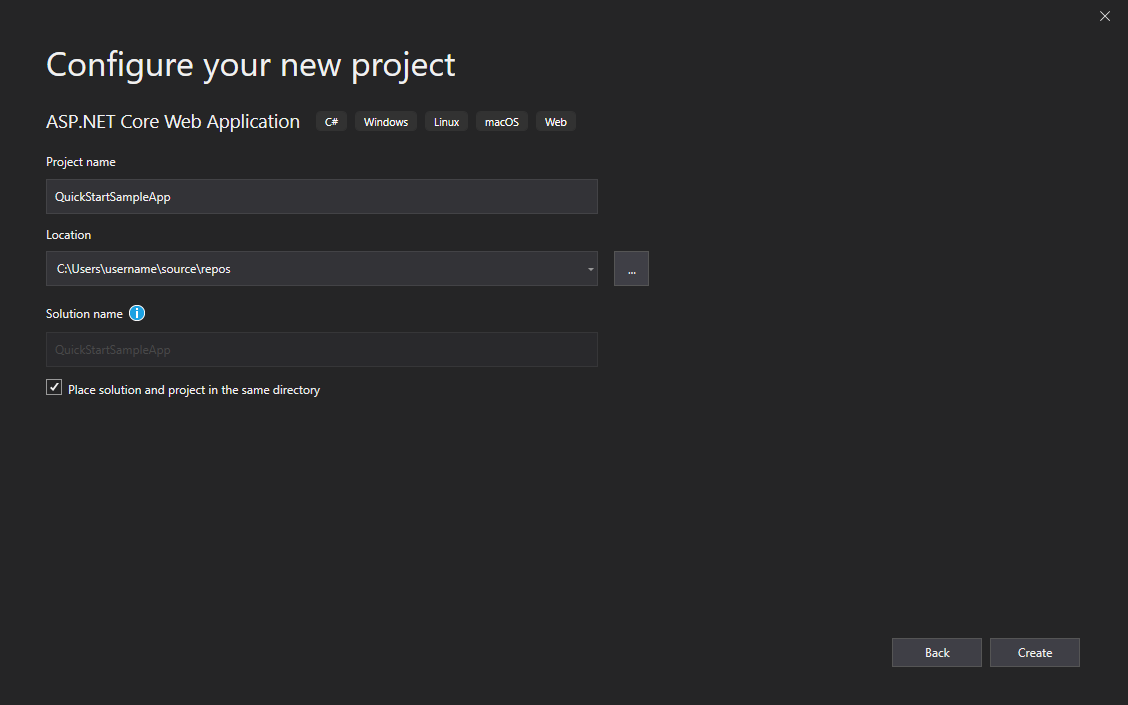 Configure your new project
ASP.NET Core Web Application C# Windows Linux macOS Web
Project name
QuickStartSampleApp
Location
C:\Users\username\source\repos
...
Solution name i
QuickStartSampleApp
Place solution and project in the same directory
Back Create